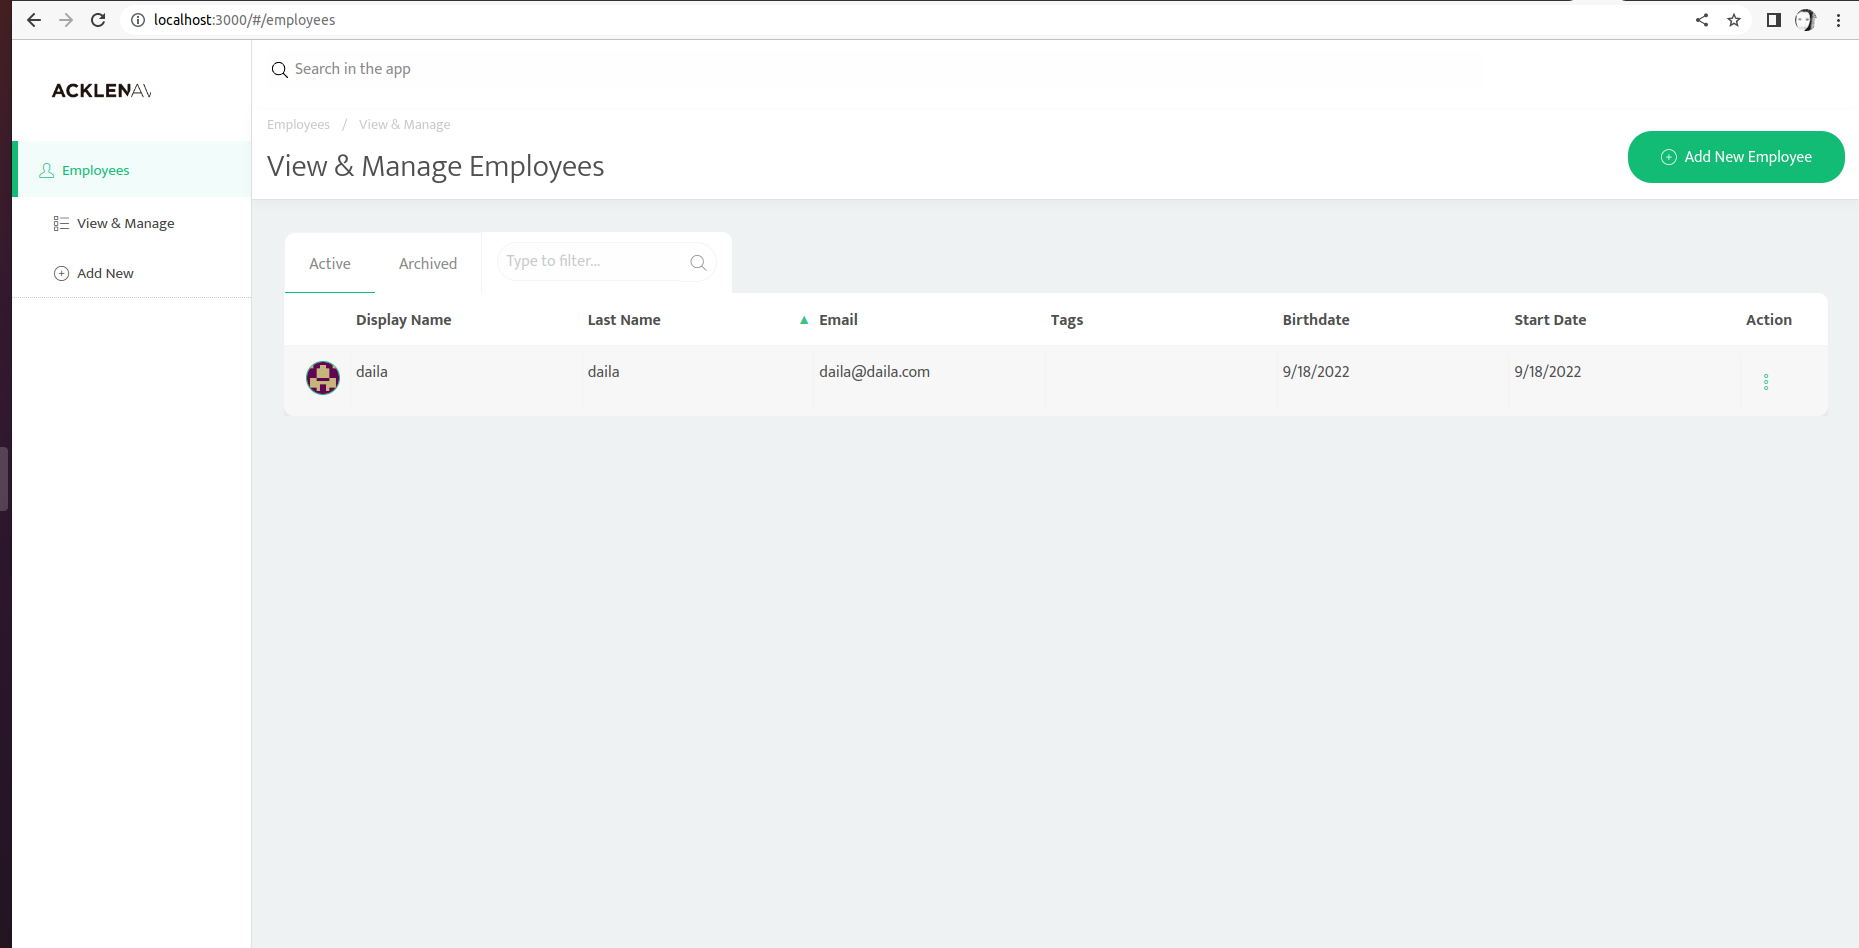 localhost:3000/#/employees
ACKLENAV
Search in the app
Employees / View & Manage
View & Manage Employees
Add New Employee
Employees
View & Manage
Add New
Active Archived Type to filter...
Display Name Last Name ▲ Email Tags Birthdate Start Date Action
daila daila daila@daila.com 9/18/2022 9/18/2022